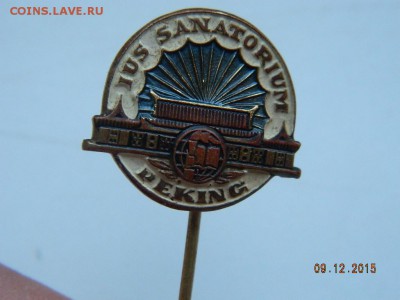 COINS.LAVE.RU
IUS SANATORIUM
PEKING
09.12.2015